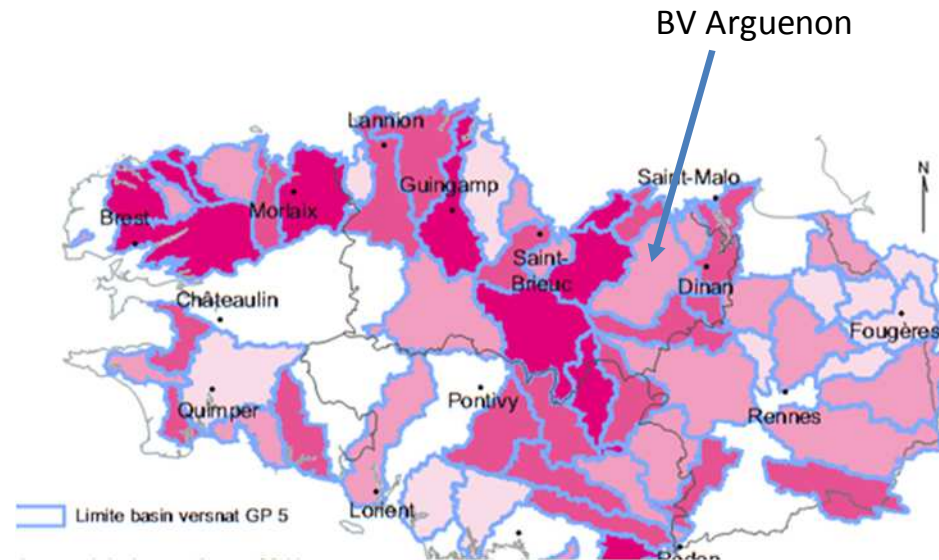 BV Arguenon
Lannion
Guingamp
Saint-Malo
N
Brest
Morlaix
Saint-
Brieuc
Dinan
Châteaulin
Fougères
Quimper
Pontivy
Rennes
Lorient
Limite basin versnat GP 5
Redon